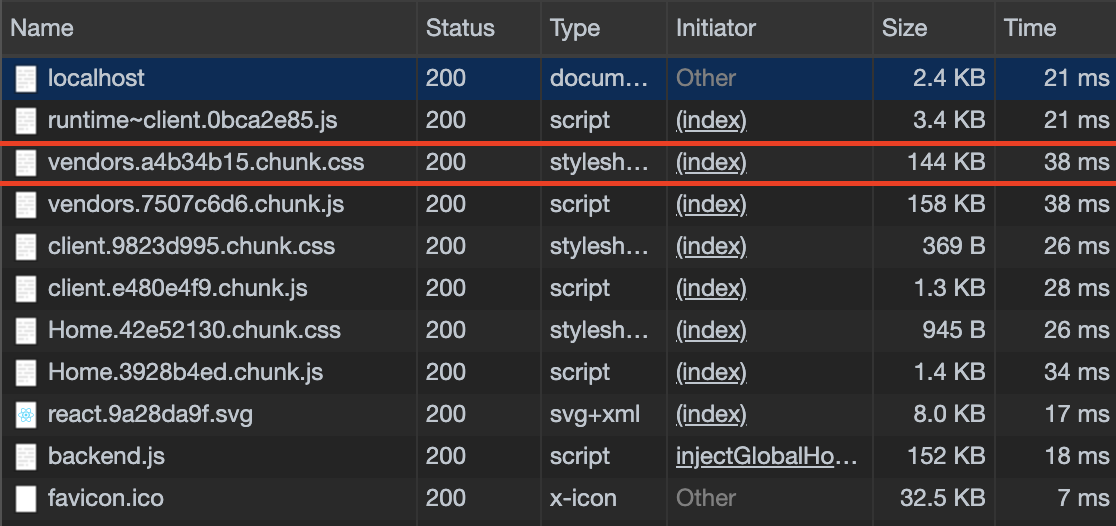 Name Status Type Initiator Size Time
localhost 200 docum... Other 2.4 KB 21 ms
runtime~client.0bca2e85.js 200 script (index) 3.4 KB 21 ms
vendors.a4b34b15.chunk.css 200 stylesh... (index) 144 KB 38 ms
vendors.7507c6d6.chunk.js 200 script (index) 158 KB 38 ms
client.9823d995.chunk.css 200 stylesh... (index) 369 B 26 ms
client.e480e4f9.chunk.js 200 script (index) 1.3 KB 28 ms
Home.42e52130.chunk.css 200 stylesh... (index) 945 B 26 ms
Home.3928b4ed.chunk.js 200 script (index) 1.4 KB 34 ms
react.9a28da9f.svg 200 svg+xml (index) 8.0 KB 17 ms
backend.js 200 script injectGlobalHo... 152 KB 18 ms
favicon.ico 200 x-icon Other 32.5 KB 7 ms